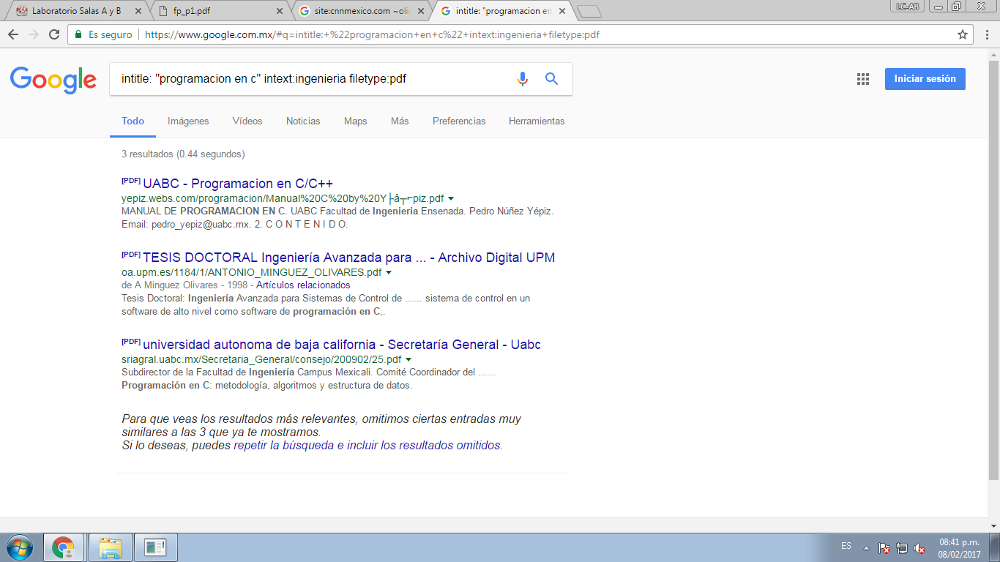 Laboratorio Salas A y B
fp_p1.pdf
site:cnnmexico.com ~olim
intitle: "programacion en
LC-AB
Es seguro
https://www.google.com.mx/#q=intitle:+%22programacion+en+c%22+intext:ingenieria+filetype:pdf
Google
intitle: "programacion en c" intext:ingenieria filetype:pdf
Iniciar sesión
Todo Imágenes Vídeos Noticias Maps Más Preferencias Herramientas
3 resultados (0.44 segundos)
[PDF] UABC - Programacion en C/C++
yepiz.webs.com/programacion/Manual%20C%20by%20Y├â┬⌐piz.pdf
MANUAL DE PROGRAMACION EN C. UABC Facultad de Ingenieria Ensenada. Pedro Núñez Yépiz.
Email: pedro_yepiz@uabc.mx. 2. C O N T E N I D O.
[PDF] TESIS DOCTORAL Ingeniería Avanzada para ... - Archivo Digital UPM
oa.upm.es/1184/1/ANTONIO_MINGUEZ_OLIVARES.pdf
de A Minguez Olivares - 1998 - Artículos relacionados
Tesis Doctoral: Ingeniería Avanzada para Sistemas de Control de ...... sistema de control en un
software de alto nivel como software de programación en C,.
[PDF] universidad autonoma de baja california - Secretaría General - Uabc
sriagral.uabc.mx/Secretaria_General/consejo/200902/25.pdf
Subdirector de la Facultad de Ingeniería Campus Mexicali. Comité Coordinador del ......
Programación en C: metodología, algoritmos y estructura de datos.
Para que veas los resultados más relevantes, omitimos ciertas entradas muy
similares a las 3 que ya te mostramos.
Si lo deseas, puedes repetir la búsqueda e incluir los resultados omitidos.
ES
08:41 p.m.
08/02/2017